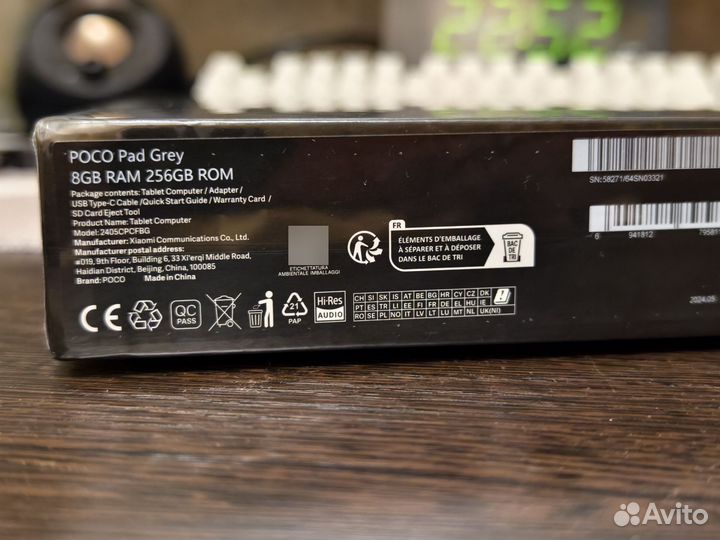 22:52
POCO Pad Grey
8GB RAM 256GB ROM
Package contents: Tablet Computer / Adapter /
USB Type-C Cable / Quick Start Guide / Warranty Card /
SD Card Eject Tool
Product Name: Tablet Computer
Model: 2405CPCFBG
Manufacturer: Xiaomi Communications Co., Ltd.
Manufacturer postal address:
#019, 9th Floor, Building 6, 33 Xi'erqi Middle Road,
Haidian District, Beijing, China, 100085
Brand: POCO Made in China
ETICHETTATURA
AMBIENTALE IMBALLAGGI
FR
ÉLÉMENTS D'EMBALLAGE
À SÉPARER ET À DÉPOSER
DANS LE BAC DE TRI
BAC
DE
TRI
SN: 58271/64SN03321
6 941812 79581
2024.05
CE
QC
PASS
21
PAP
Hi-Res
AUDIO
CH SI SK IS AT BE BG HR CY CZ DK
PT ES TR LI EE FI FR DE EL HU IE
RO SE PL NO IT LV LT LU MT NL UK(NI)
Avito